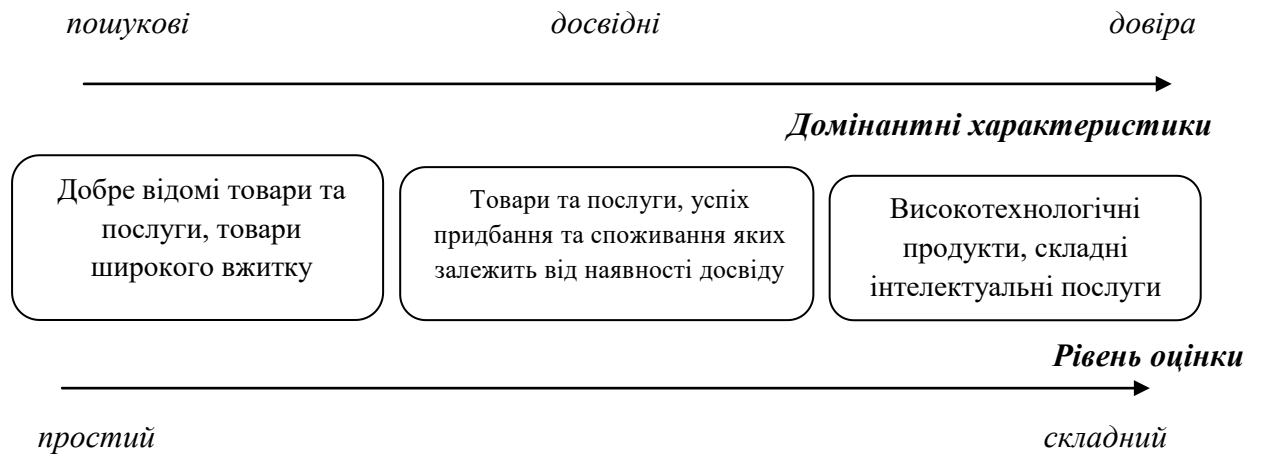 пошукові досвідні довіра
Домінантні характеристики
Добре відомі товари та
послуги, товари
широкого вжитку
Товари та послуги, успіх
придбання та споживання яких
залежить від наявності досвіду
Високотехнологічні
продукти, складні
інтелектуальні послуги
Рівень оцінки
простий складний